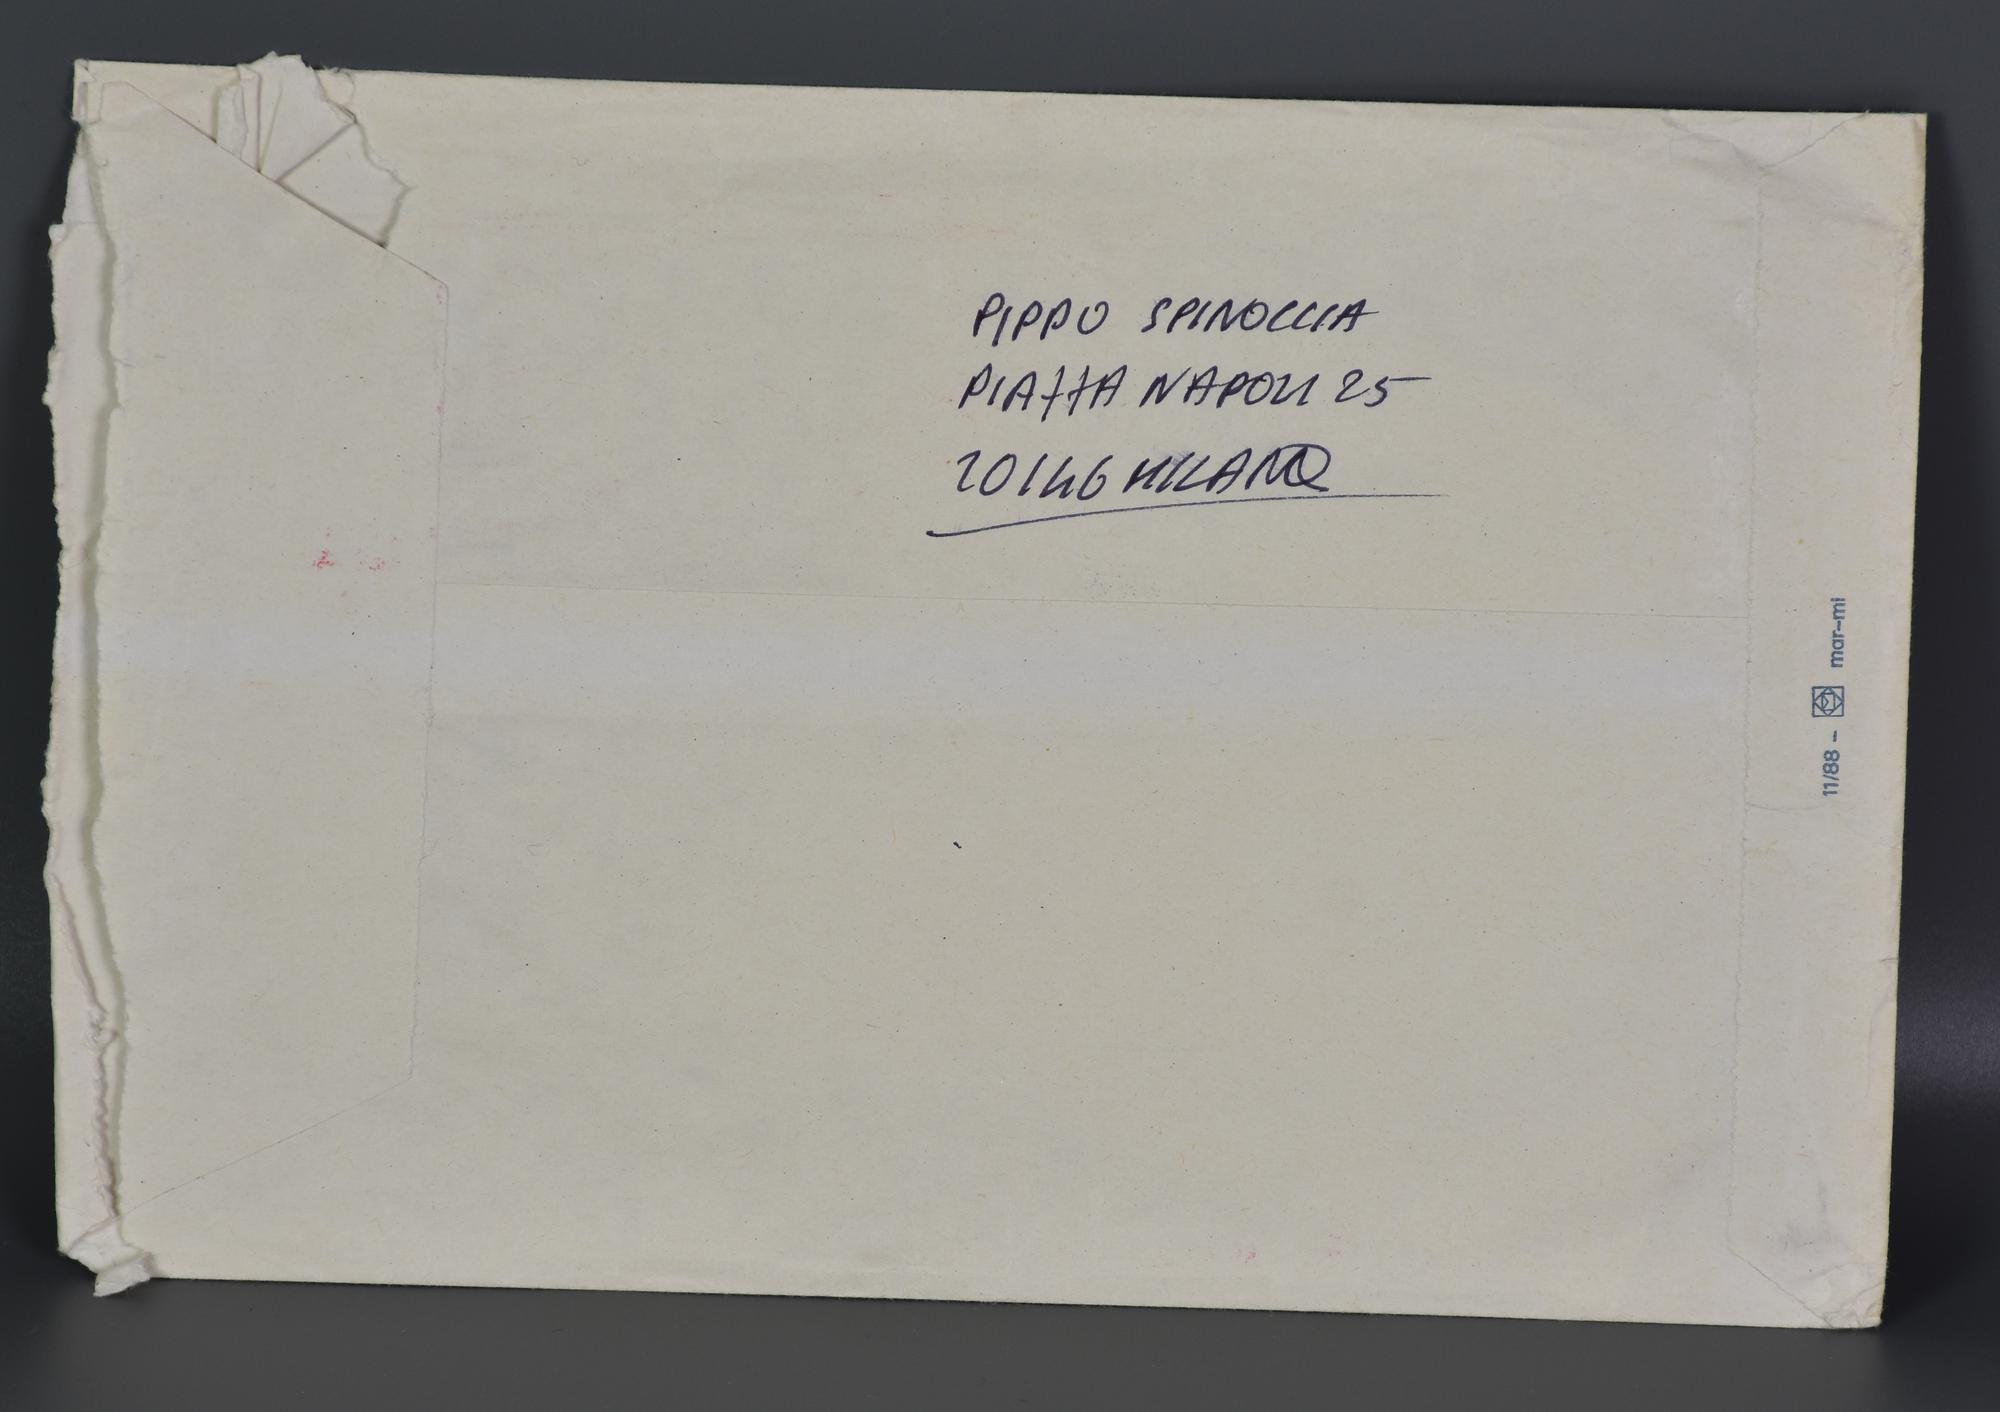 PIPPO SPINOCCIA
PIAZZA NAPOLI 25
20146 MILANO
11/88 - mar-mi